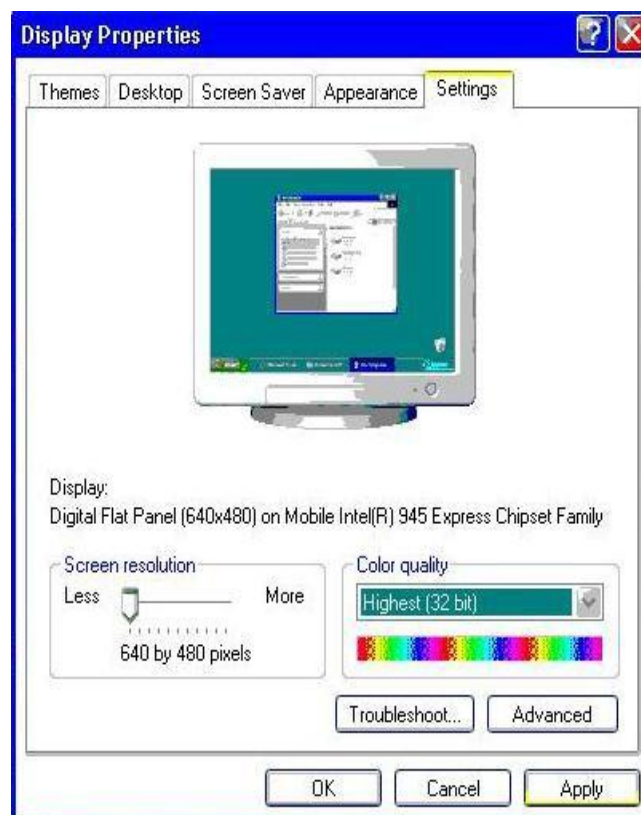 Display Properties
Themes Desktop Screen Saver Appearance Settings
Display:
Digital Flat Panel (640x480) on Mobile Intel(R) 945 Express Chipset Family
Screen resolution
Less More
640 by 480 pixels
Color quality
Highest (32 bit)
Troubleshoot... Advanced
OK Cancel Apply